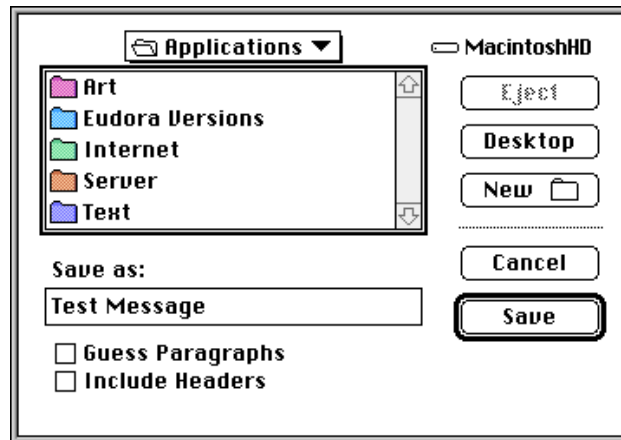 Applications
MacintoshHD
Art
Eudora Versions
Internet
Server
Text
Eject
Desktop
New
Save as:
Test Message
Cancel
Save
Guess Paragraphs
Include Headers